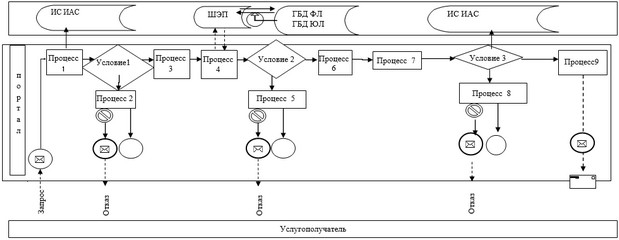 ИС ИАС
ШЭП
ГБД ФЛ
ГБД ЮЛ
ИС ИАС
портал
Процесс
1
Условие1
Процесс
3
Процесс
4
Условие 2
Процесс
6
Процесс 7
Условие 3
Процесс9
Процесс 2
Процесс 5
Процесс 8
Запрос
Отказ
Отказ
Отказ
Услугополучатель